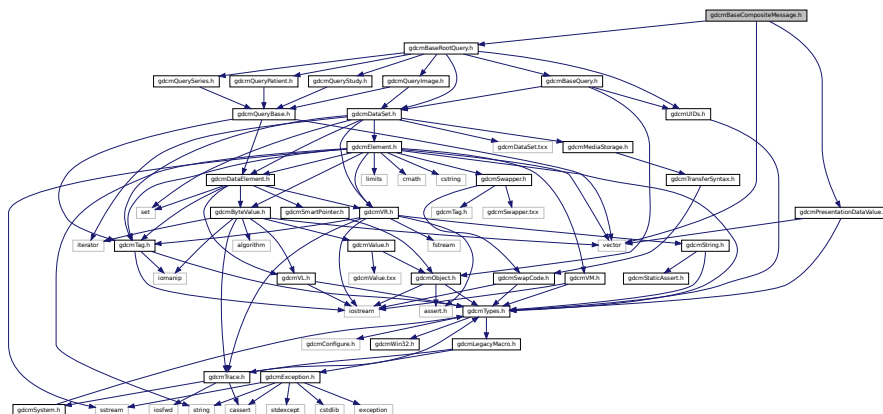 gdcmBaseCompositeMessage.h
gdcmBaseRootQuery.h
gdcmQuerySeries.h
gdcmQueryPatient.h
gdcmQueryStudy.h
gdcmQueryImage.h
gdcmBaseQuery.h
gdcmQueryBase.h
gdcmDataSet.h
gdcmUIDs.h
gdcmElement.h
gdcmDataSet.txx
gdcmMediaStorage.h
gdcmDataElement.h
limits
cmath
cstring
gdcmSwapper.h
gdcmTransferSyntax.h
set
gdcmByteValue.h
gdcmSmartPointer.h
gdcmVR.h
gdcmTag.h
gdcmSwapper.txx
gdcmPresentationDataValue.
iterator
gdcmTag.h
algorithm
gdcmValue.h
fstream
vector
gdcmString.h
iomanip
gdcmVL.h
gdcmValue.txx
gdcmObject.h
gdcmSwapCode.h
gdcmVM.h
gdcmStaticAssert.h
iostream
assert.h
gdcmTypes.h
gdcmConfigure.h
gdcmWin32.h
gdcmLegacyMacro.h
gdcmTrace.h
gdcmException.h
gdcmSystem.h
sstream
iosfwd
string
cassert
stdexcept
cstdlib
exception